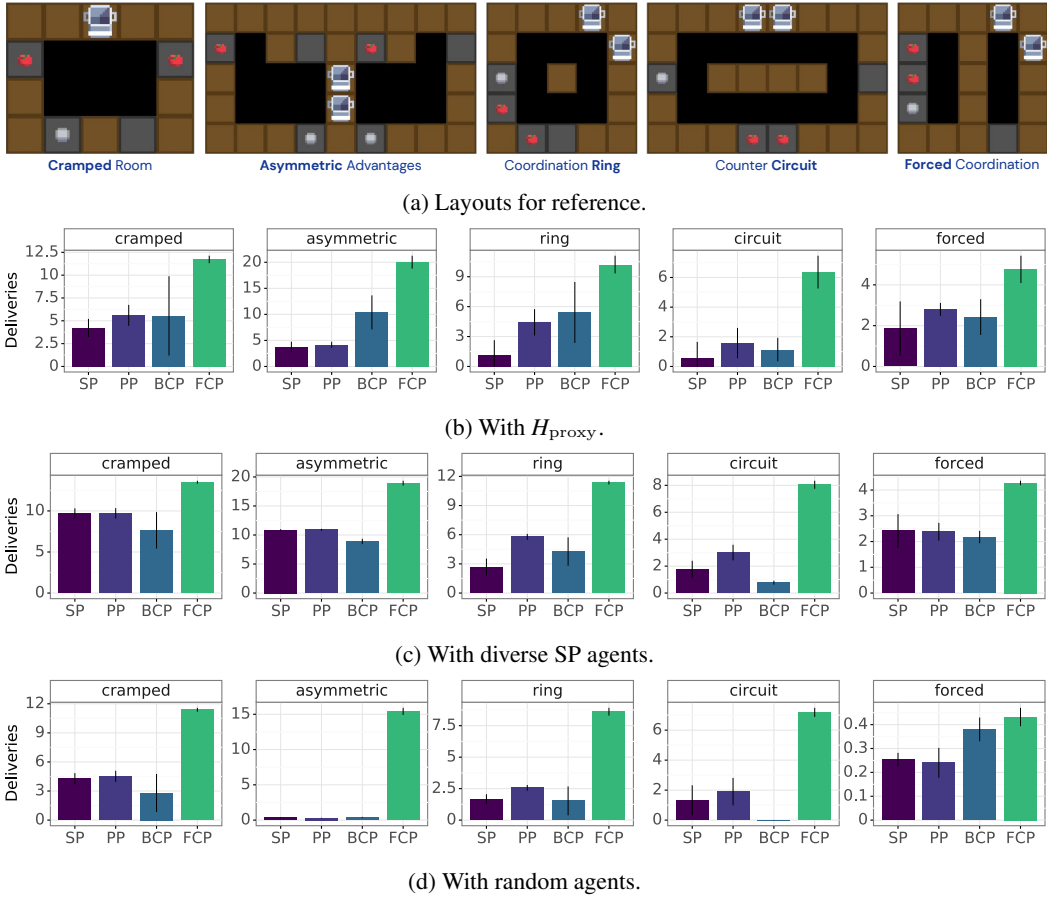 Cramped Room
Asymmetric Advantages
Coordination Ring
Counter Circuit
Forced Coordination
(a) Layouts for reference.
cramped
asymmetric
ring
circuit
forced
Deliveries
12.5
10.0
7.5
5.0
2.5
0.0
20
15
10
5
0
9
6
3
0
6
4
2
0
4
2
0
SP PP BCP FCP
SP PP BCP FCP
SP PP BCP FCP
SP PP BCP FCP
SP PP BCP FCP
(b) With Hproxy.
cramped
asymmetric
ring
circuit
forced
Deliveries
10
5
0
20
15
10
5
0
12
9
6
3
0
8
6
4
2
0
4
3
2
1
0
SP PP BCP FCP
SP PP BCP FCP
SP PP BCP FCP
SP PP BCP FCP
SP PP BCP FCP
(c) With diverse SP agents.
cramped
asymmetric
ring
circuit
forced
Deliveries
12
9
6
3
0
15
10
5
0
7.5
5.0
2.5
0
6
4
2
0
0.4
0.3
0.2
0.1
0
SP PP BCP FCP
SP PP BCP FCP
SP PP BCP FCP
SP PP BCP FCP
SP PP BCP FCP
(d) With random agents.